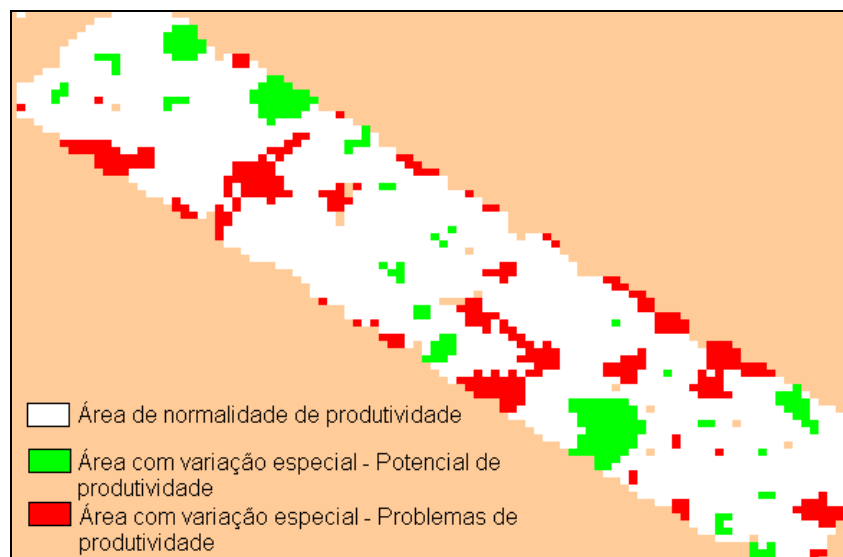 Área de normalidade de produtividade
Área com variação especial - Potencial de
produtividade
Área com variação especial - Problemas de
produtividade